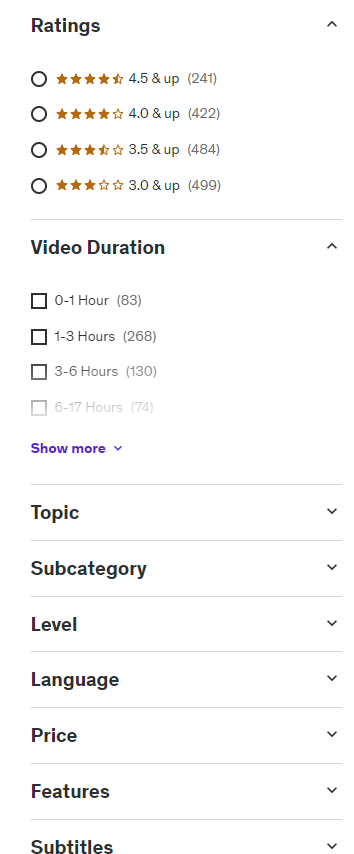 Ratings
4.5 & up (241)
4.0 & up (422)
3.5 & up (484)
3.0 & up (499)
Video Duration
0-1 Hour (83)
1-3 Hours (268)
3-6 Hours (130)
6-17 Hours (74)
Show more
Topic
Subcategory
Level
Language
Price
Features
Subtitles